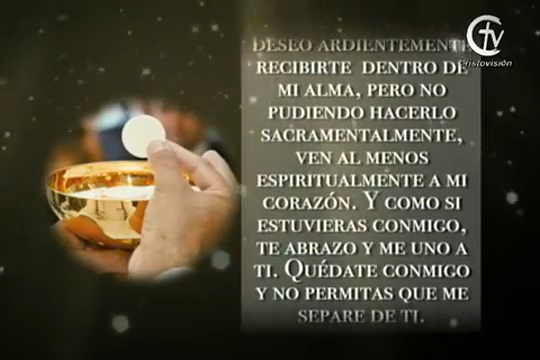 DESEO ARDIENTEMENTE
RECIBIRTE DENTRO DE
MI ALMA, PERO NO
PUDIENDO HACERLO
SACRAMENTALMENTE,
VEN AL MENOS
ESPIRITUALMENTE A MI
CORAZÓN. Y COMO SI
ESTUVIERAS CONMIGO,
TE ABRAZO Y ME UNO A
TI. QUÉDATE CONMIGO
Y NO PERMITAS QUE ME
SEPARE DE TI.
Ctv
Cristovisión